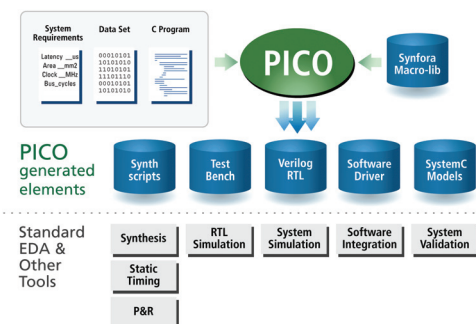 System
Requirements
Data Set
C Program
Latency __us
Area __mm2
Clock __MHz
Bus_cycles
00010101
10101010
11010101
11101110
00010101
10101010
PICO
Synfora
Macro-lib
PICO
generated
elements
Synth
scripts
Test
Bench
Verilog
RTL
Software
Driver
SystemC
Models
Standard
EDA &
Other
Tools
Synthesis
RTL
Simulation
System
Simulation
Software
Integration
System
Validation
Static
Timing
P&R